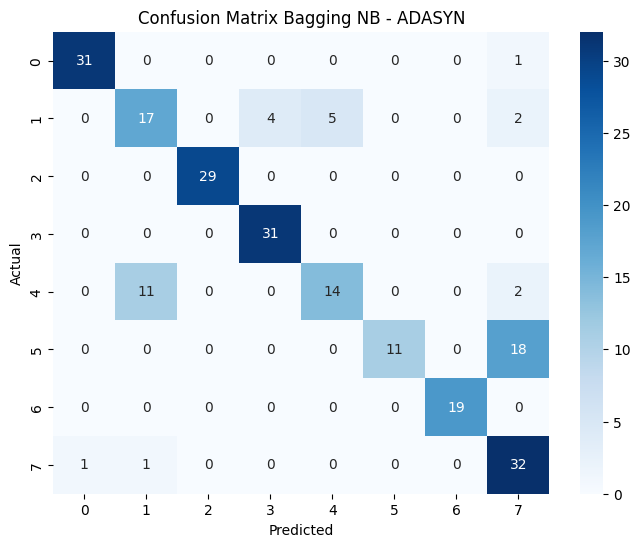 Confusion Matrix Bagging NB - ADASYN
0 31 0 0 0 0 0 0 1
1 0 17 0 4 5 0 0 2
2 0 0 29 0 0 0 0 0
3 0 0 0 31 0 0 0 0
4 0 11 0 0 14 0 0 2
5 0 0 0 0 0 11 0 18
6 0 0 0 0 0 0 19 0
7 1 1 0 0 0 0 0 32
0 1 2 3 4 5 6 7
Predicted
Actual
30
25
20
15
10
5
0